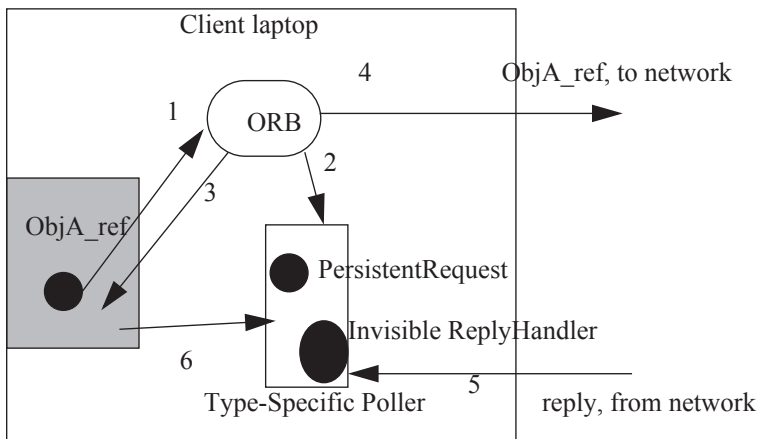 Client laptop
4
ObjA_ref, to network
1
ORB
2
3
ObjA_ref
PersistentRequest
Invisible ReplyHandler
6
5
Type-Specific Poller
reply, from network